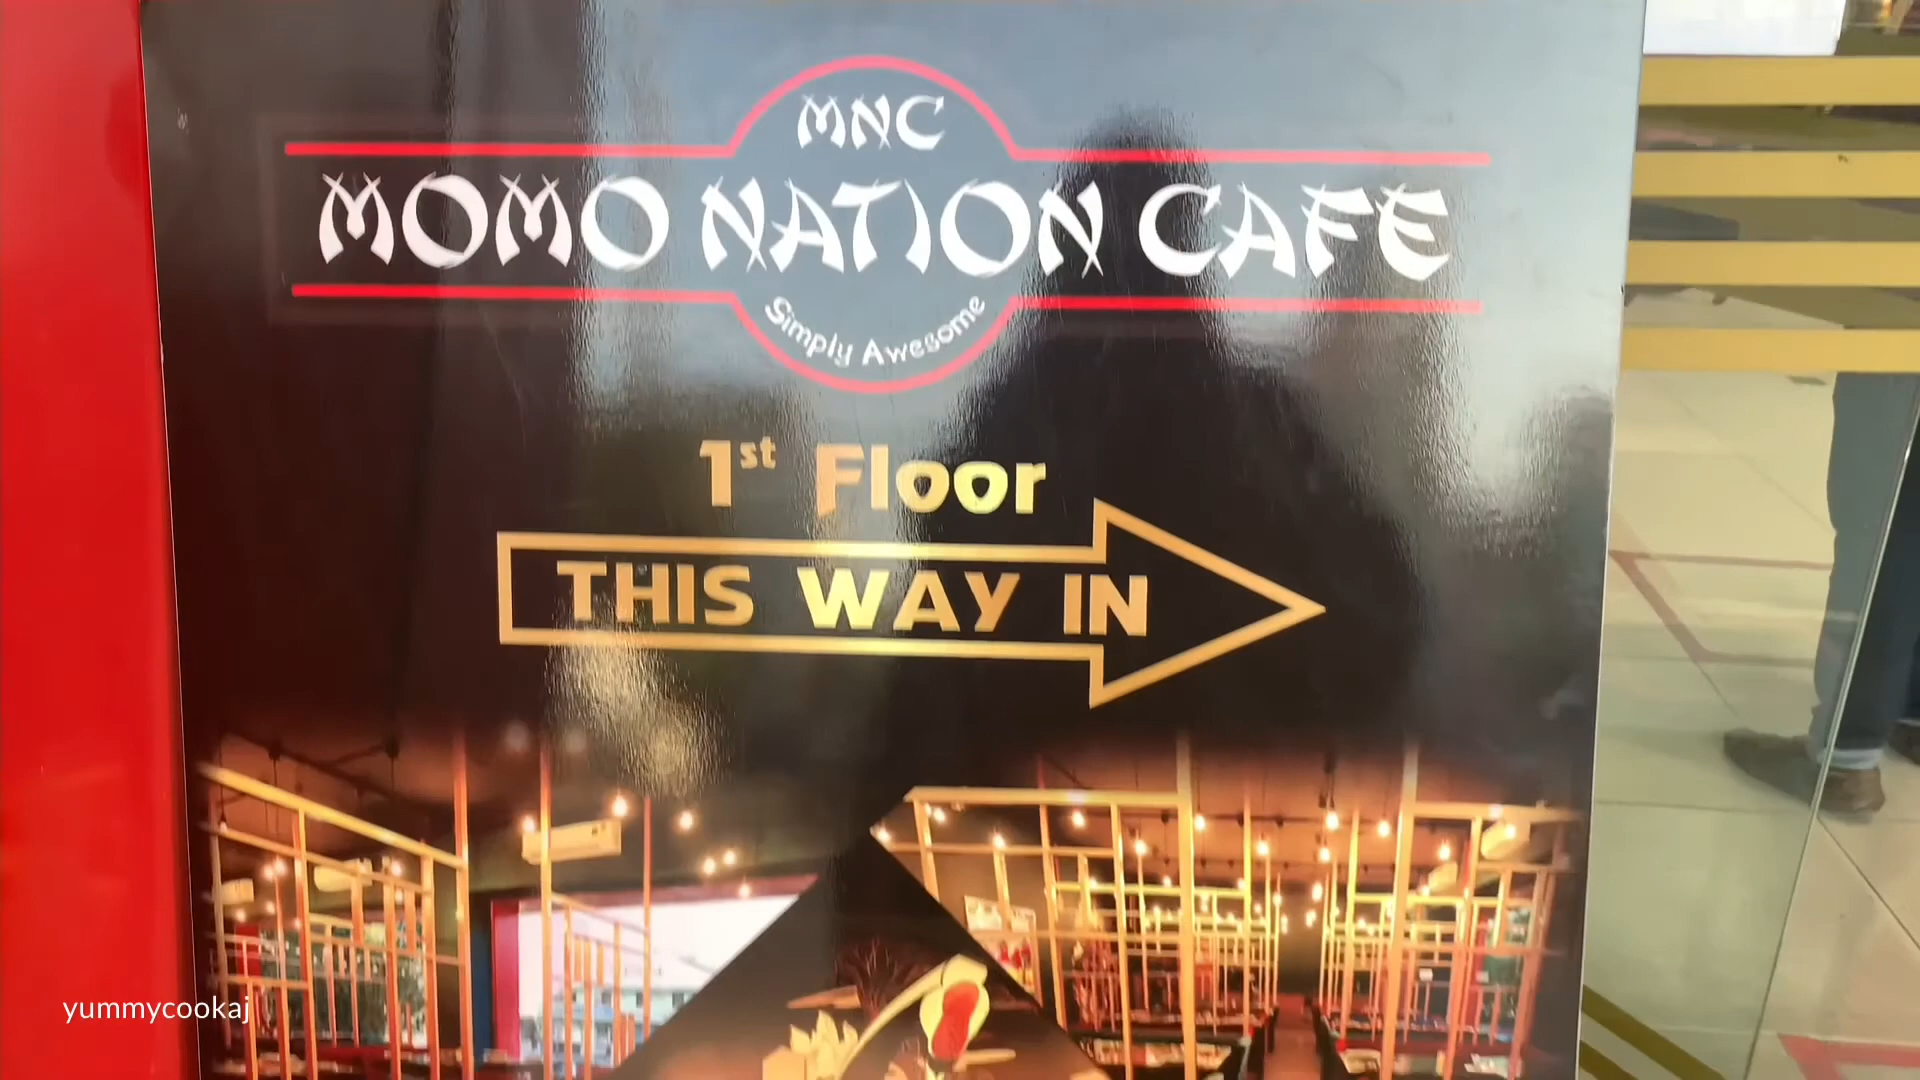 MNC
MOMO NATION CAFE
Simply Awesome
1st Floor
THIS WAY IN
yummycookaj